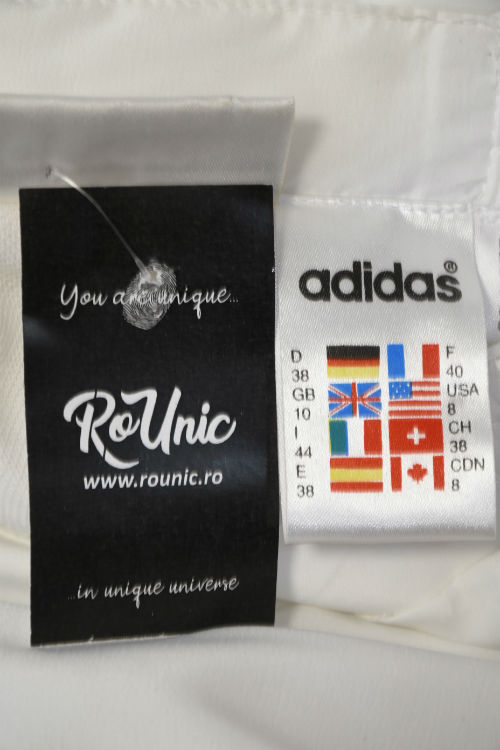 You are unique...
RoUnic
www.rounic.ro
...in unique universe
adidas®
D
38
F
40
GB
10
USA
8
I
44
CH
38
E
38
CDN
8